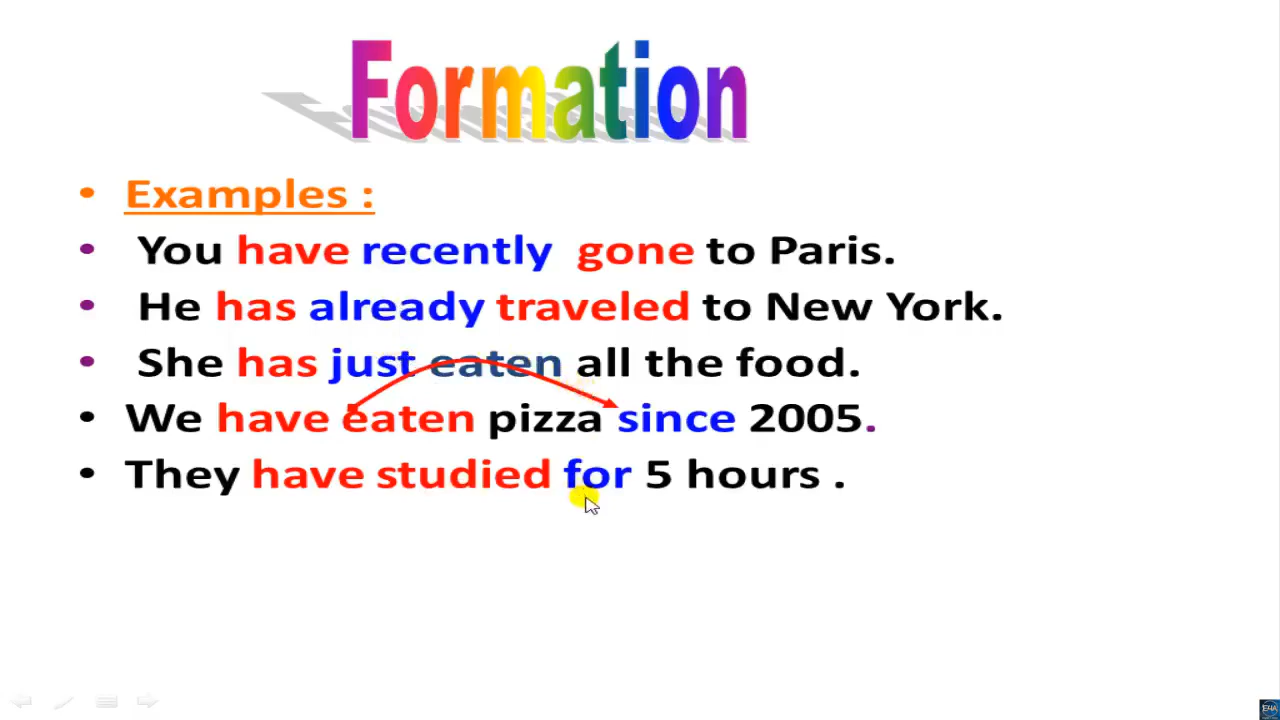 Formation
• Examples :
• You have recently gone to Paris.
• He has already traveled to New York.
• She has just eaten all the food.
• We have eaten pizza since 2005.
• They have studied for 5 hours .